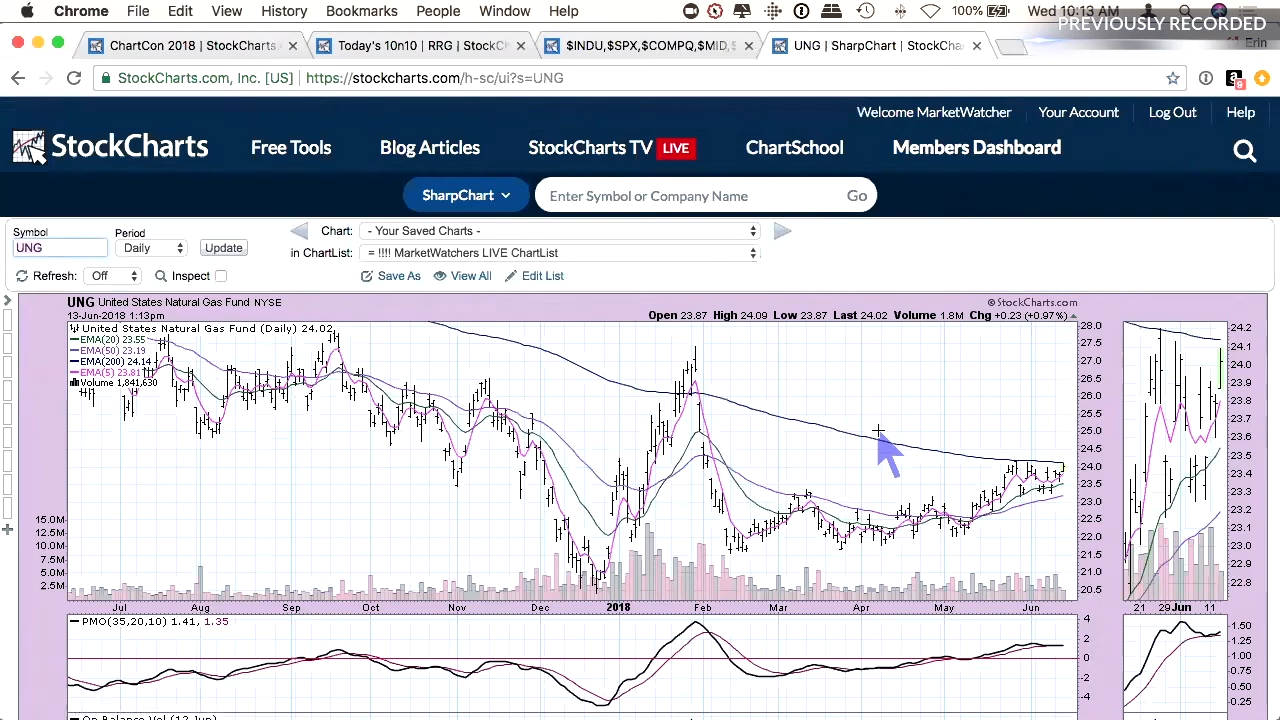 Chrome File Edit View History Bookmarks People Window Help 100% Wed 10:13 AM
PREVIOUSLY RECORDED
ChartCon 2018 | StockCharts. Today's 10n10 | RRG | StockCh $INDU,$SPX,$COMPQ,$MID,$ UNG | SharpChart | StockCha Erin
StockCharts.com, Inc. [US] https://stockcharts.com/h-sc/ui?s=UNG
Welcome MarketWatcher Your Account Log Out Help
StockCharts Free Tools Blog Articles StockCharts TV LIVE ChartSchool Members Dashboard
SharpChart Enter Symbol or Company Name Go
Symbol Period Chart: - Your Saved Charts -
UNG Daily Update in ChartList: = !!!! MarketWatchers LIVE ChartList
Refresh: Off Inspect Save As View All Edit List
UNG United States Natural Gas Fund NYSE © StockCharts.com
13-Jun-2018 1:13pm Open 23.87 High 24.09 Low 23.87 Last 24.02 Volume 1.8M Chg +0.23 (+0.97%)
United States Natural Gas Fund (Daily) 24.02
EMA(20) 23.55
EMA(50) 23.19
EMA(200) 24.14
EMA(5) 23.81
Volume 1,841,630
28.0
27.5
27.0
26.5
26.0
25.5
25.0
24.5
24.0
23.5
23.0
22.5
22.0
21.5
21.0
20.5
15.0M
12.5M
10.0M
7.5M
5.0M
2.5M
24.2
24.1
24.0
23.9
23.8
23.7
23.6
23.5
23.4
23.3
23.2
23.1
23.0
22.9
22.8
Jul Aug Sep Oct Nov Dec 2018 Feb Mar Apr May Jun 21 29 Jun 11
PMO(35,20,10) 1.41, 1.35
4
2
0
-2
-4
1.50
1.25
1.00
0.75
0.50
On Balance Vol (12 Jun)